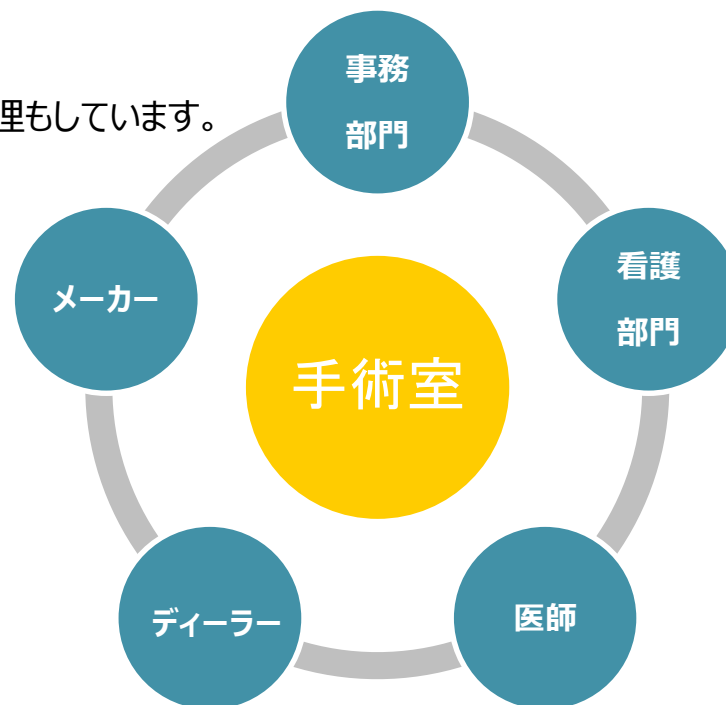 事務
部門
理もしています。
看護
部門
メーカー
手術室
ディーラー
医師